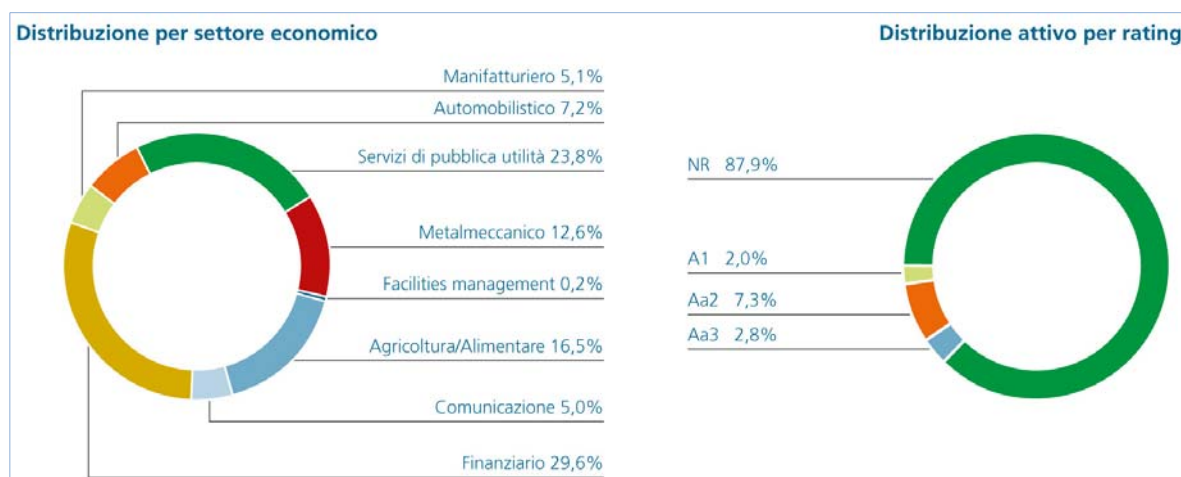 Distribuzione per settore economico
Manifatturiero 5,1%
Automobilistico 7,2%
Servizi di pubblica utilità 23,8%
Metalmeccanico 12,6%
Facilities management 0,2%
Agricoltura/Alimentare 16,5%
Comunicazione 5,0%
Finanziario 29,6%
Distribuzione attivo per rating
NR 87,9%
A1 2,0%
Aa2 7,3%
Aa3 2,8%